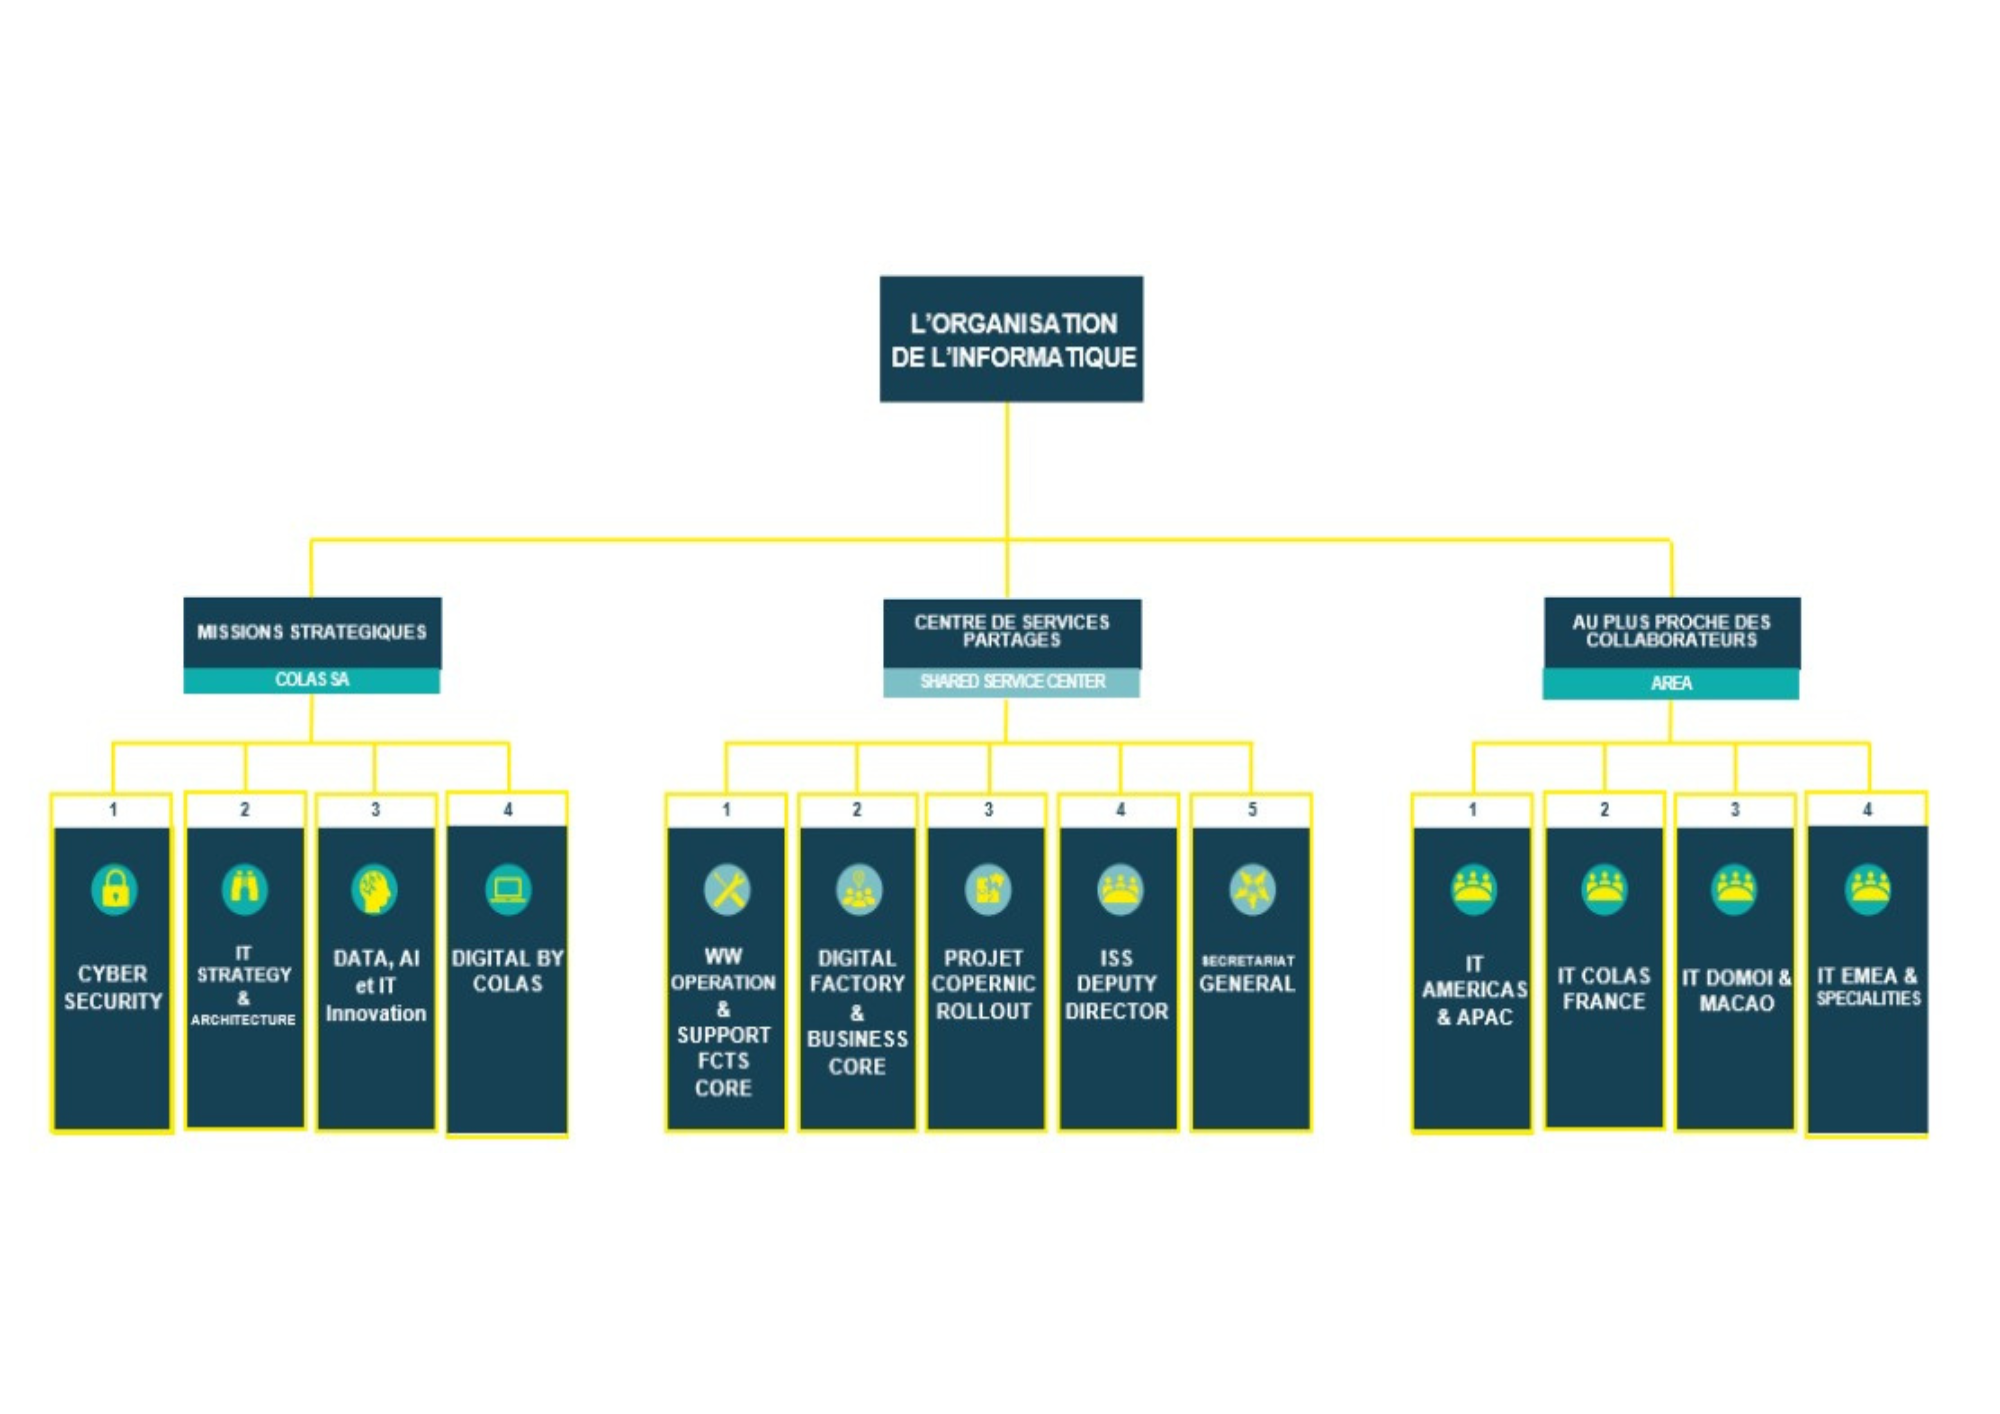 L'ORGANISATION
DE L'INFORMATIQUE
MISSIONS STRATEGIQUES
COLAS SA
CENTRE DE SERVICES
PARTAGES
SHARED SERVICE CENTER
AU PLUS PROCHE DES
COLLABORATEURS
AREA
1
CYBER
SECURITY
2
IT
STRATEGY
&
ARCHITECTURE
3
DATA, AI
et IT
Innovation
4
DIGITAL BY
COLAS
1
WW
OPERATION
&
SUPPORT
FCTS
CORE
2
DIGITAL
FACTORY
&
BUSINESS
CORE
3
PROJET
COPERNIC
ROLLOUT
4
ISS
DEPUTY
DIRECTOR
5
SECRETARIAT
GENERAL
1
IT
AMERICAS
& APAC
2
IT COLAS
FRANCE
3
IT DOMOI &
MACAO
4
IT EMEA &
SPECIALITIES